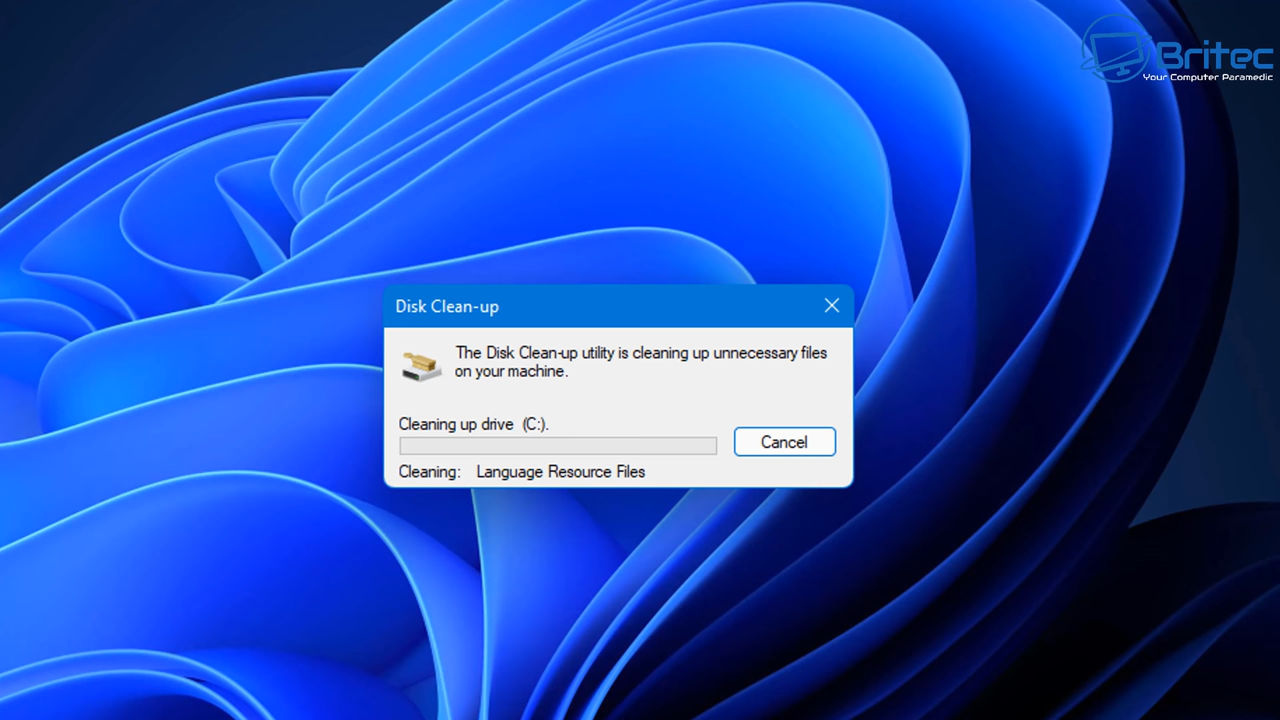 Britec
Your Computer Paramedic
Disk Clean-up
The Disk Clean-up utility is cleaning up unnecessary files
on your machine.
Cleaning up drive (C:).
Cancel
Cleaning: Language Resource Files